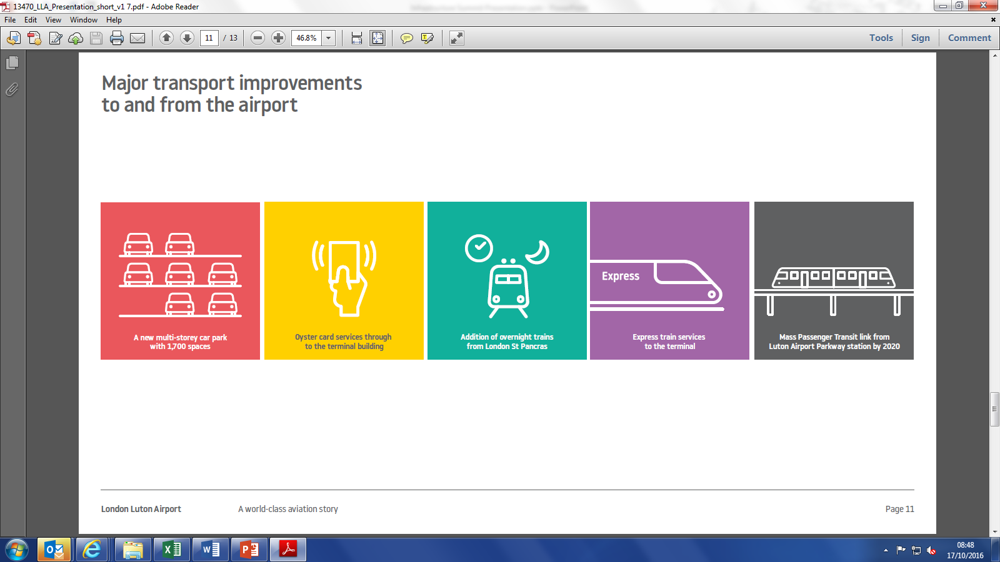 13470_LLA_Presentation_short_v1 7.pdf - Adobe Reader
File Edit View Window Help
11 / 13 46.8% Tools Sign Comment
Major transport improvements
to and from the airport
Express
A new multi-storey car park
with 1,700 spaces
Oyster card services through
to the terminal building
Addition of overnight trains
from London St Pancras
Express train services
to the terminal
Mass Passenger Transit link from
Luton Airport Parkway station by 2020
London Luton Airport A world-class aviation story Page 11
08:48
17/10/2016